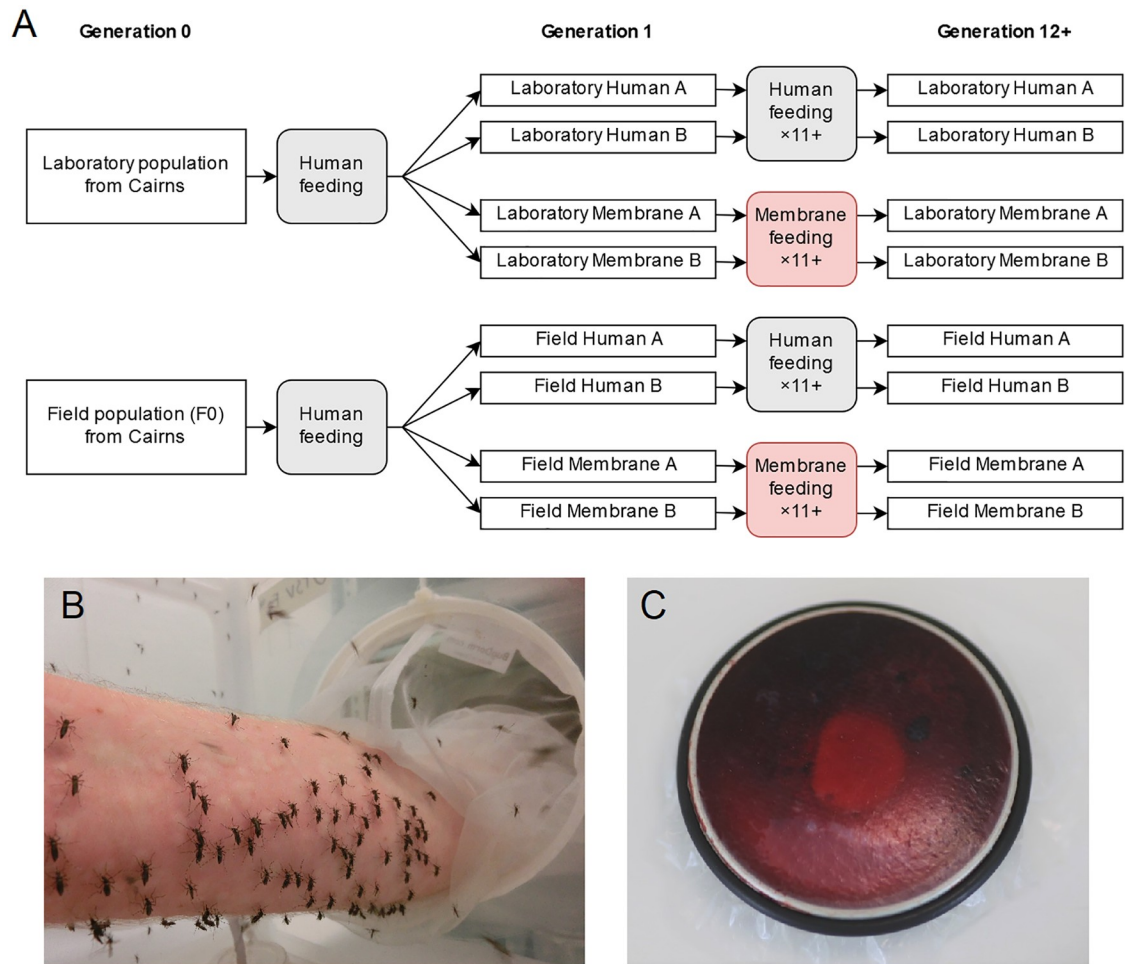 A
Generation 0
Generation 1
Generation 12+
Laboratory population
from Cairns
Human
feeding
Laboratory Human A
Laboratory Human B
Laboratory Membrane A
Laboratory Membrane B
Human
feeding
×11+
Membrane
feeding
×11+
Laboratory Human A
Laboratory Human B
Laboratory Membrane A
Laboratory Membrane B
Field population (F0)
from Cairns
Human
feeding
Field Human A
Field Human B
Field Membrane A
Field Membrane B
Human
feeding
×11+
Membrane
feeding
×11+
Field Human A
Field Human B
Field Membrane A
Field Membrane B
B
C